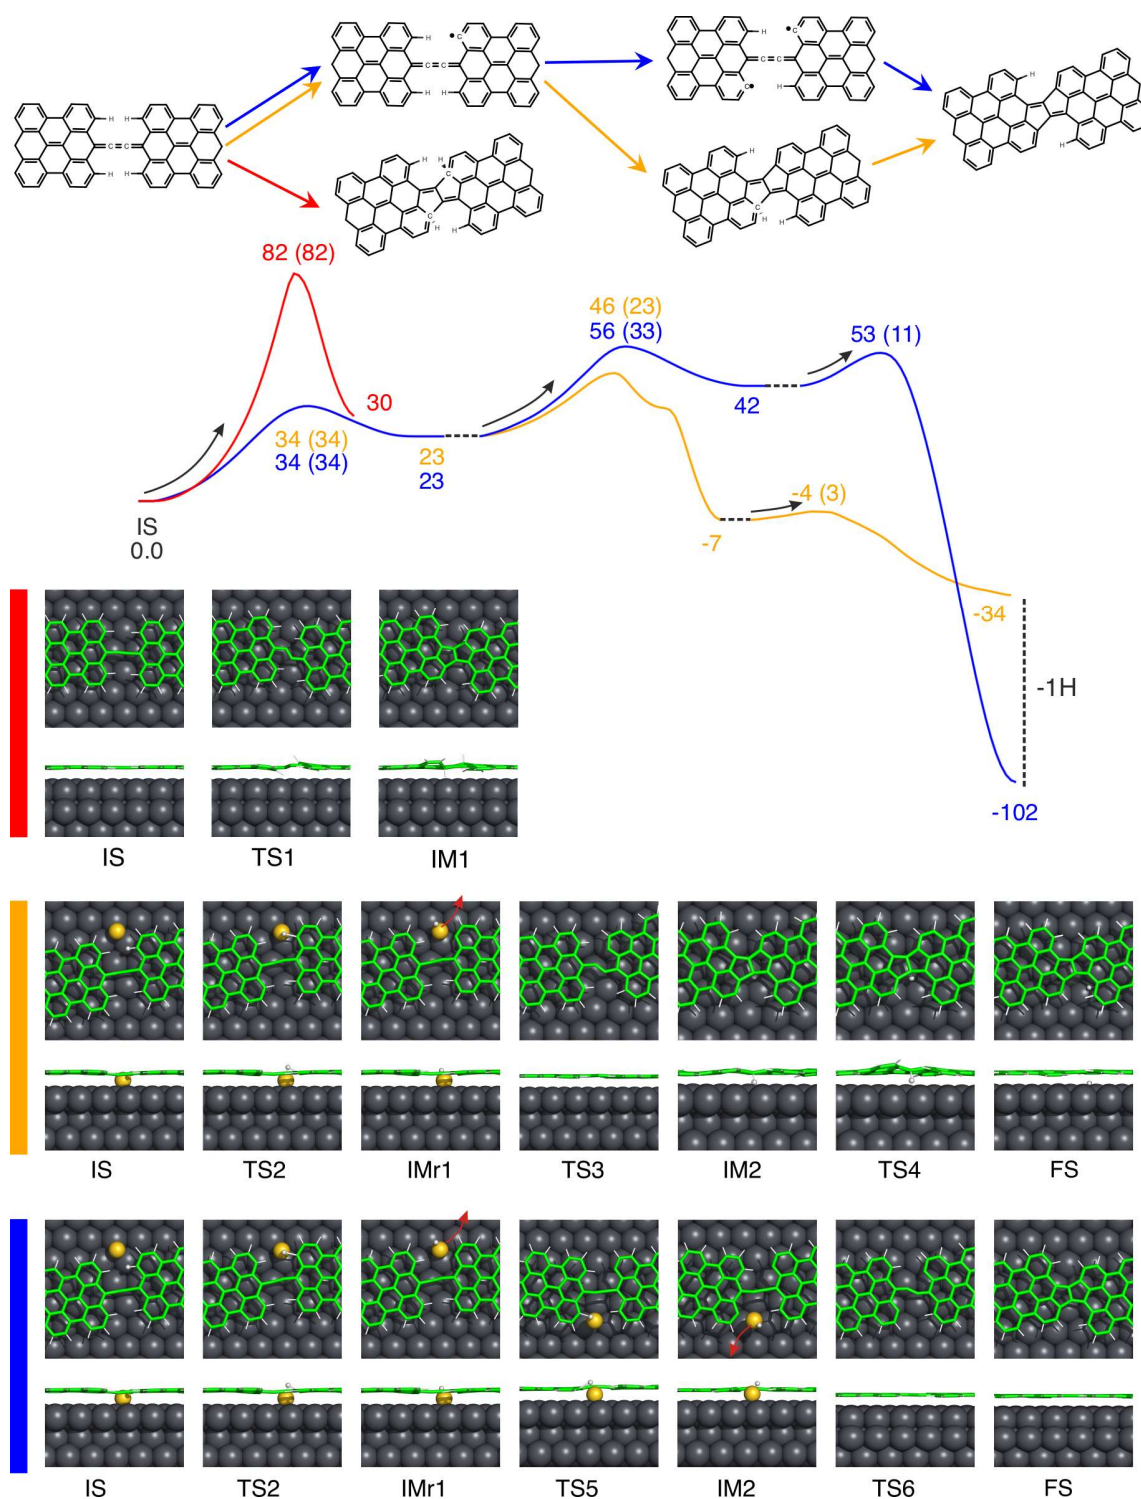 H
•C
•C
H
H
H
C
C
C
C
H
H
H
H
H
C•
H
C
C
H
H
H
H
C
H
H
C
H
H
C
H
H
82 (82)
46 (23)
56 (33)
53 (11)
30
42
34 (34)
34 (34)
23
23
-4 (3)
IS
0.0
-7
-34
-1H
-102
IS
TS1
IM1
IS
TS2
IMr1
TS3
IM2
TS4
FS
IS
TS2
IMr1
TS5
IM2
TS6
FS